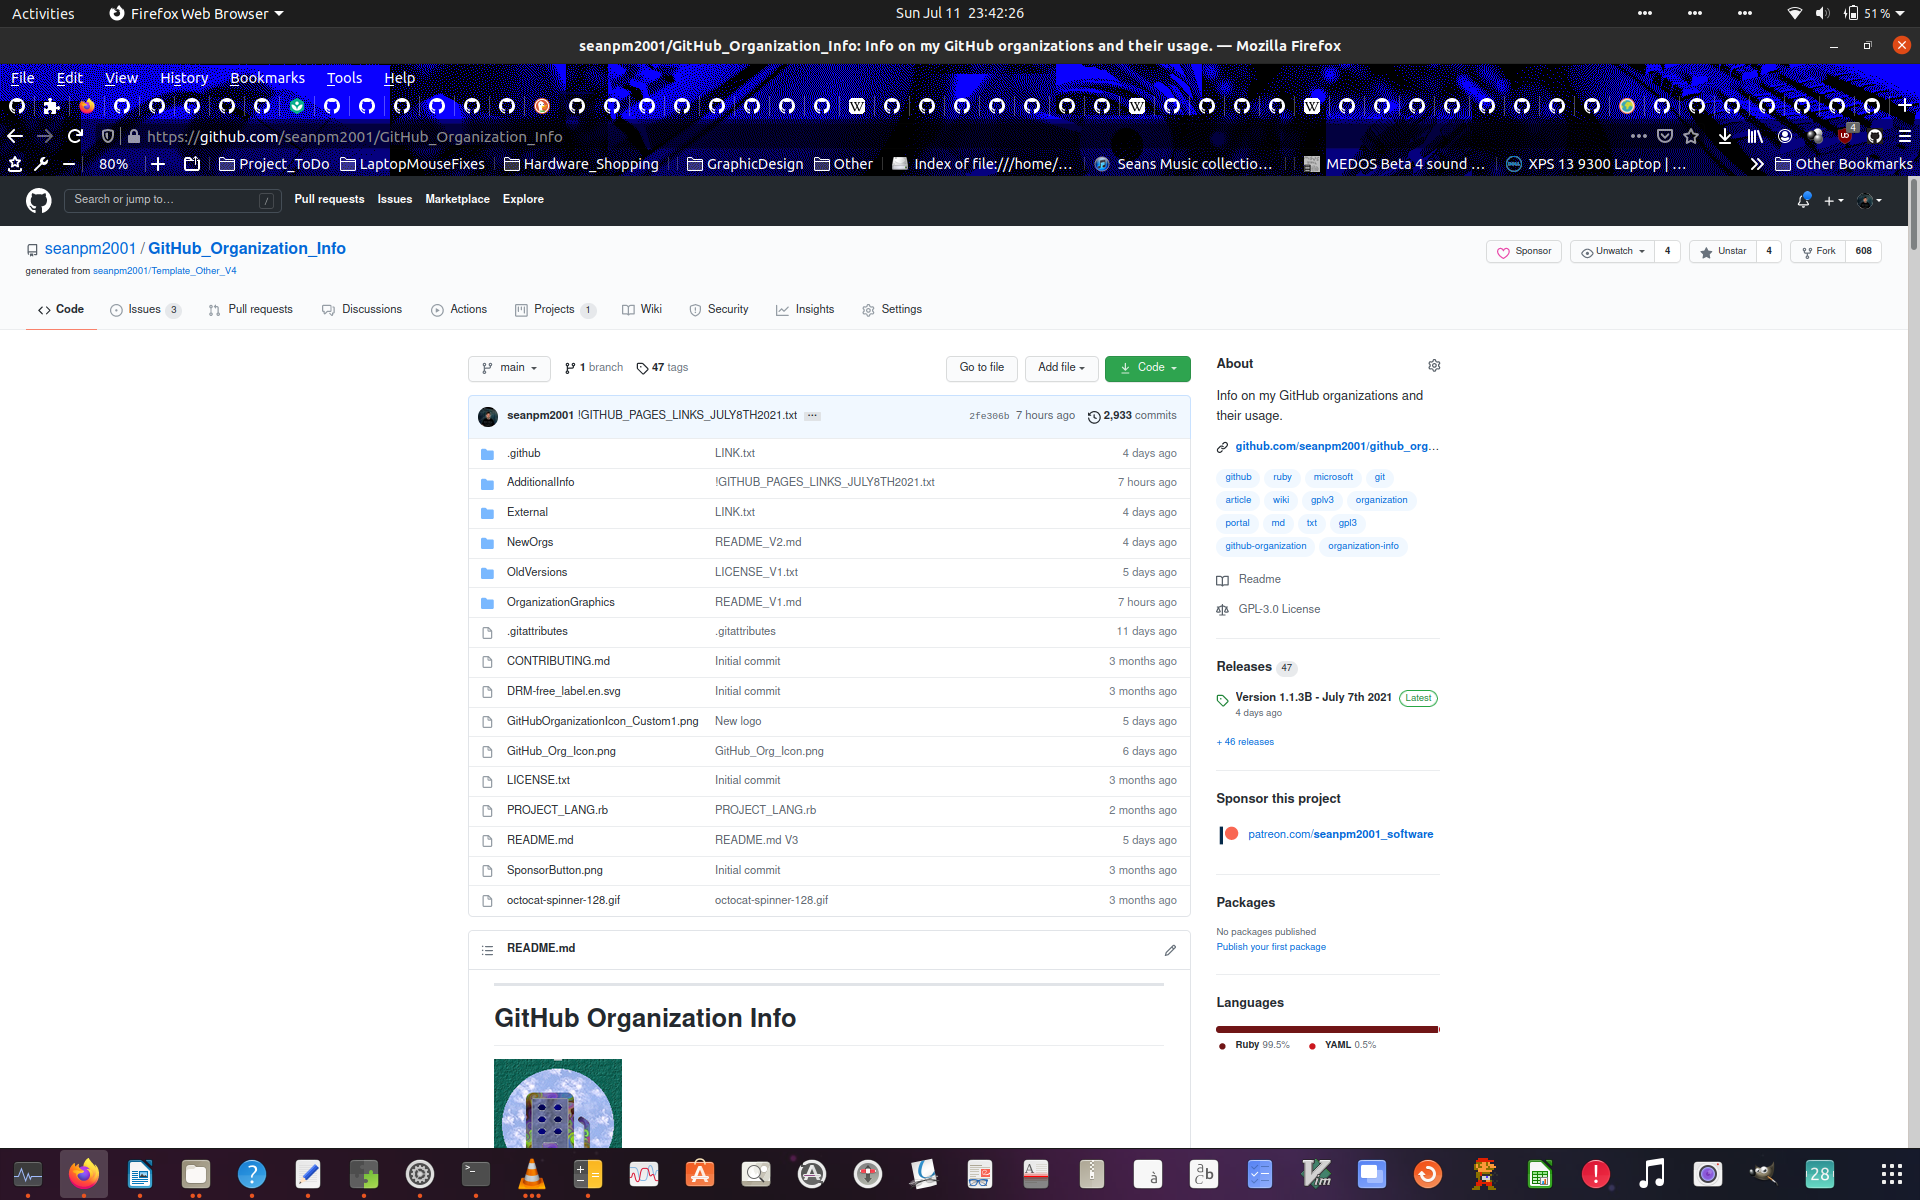 Activities Firefox Web Browser Sun Jul 11 23:42:26 51 %
seanpm2001/GitHub_Organization_Info: Info on my GitHub organizations and their usage. — Mozilla Firefox
File Edit View History Bookmarks Tools Help
https://github.com/seanpm2001/GitHub_Organization_Info 4
80% Project_ToDo LaptopMouseFixes Hardware_Shopping GraphicDesign Other Index of file:///home/… Seans Music collectio… MEDOS Beta 4 sound … XPS 13 9300 Laptop | … Other Bookmarks
Search or jump to… / Pull requests Issues Marketplace Explore
seanpm2001 / GitHub_Organization_Info Sponsor Unwatch 4 Unstar 4 Fork 608
generated from seanpm2001/Template_Other_V4
Code Issues 3 Pull requests Discussions Actions Projects 1 Wiki Security Insights Settings
main 1 branch 47 tags Go to file Add file Code
seanpm2001 !GITHUB_PAGES_LINKS_JULY8TH2021.txt ... 2fe306b 7 hours ago 2,933 commits
.github LINK.txt 4 days ago
AdditionalInfo !GITHUB_PAGES_LINKS_JULY8TH2021.txt 7 hours ago
External LINK.txt 4 days ago
NewOrgs README_V2.md 4 days ago
OldVersions LICENSE_V1.txt 5 days ago
OrganizationGraphics README_V1.md 7 hours ago
.gitattributes .gitattributes 11 days ago
CONTRIBUTING.md Initial commit 3 months ago
DRM-free_label.en.svg Initial commit 3 months ago
GitHubOrganizationIcon_Custom1.png New logo 5 days ago
GitHub_Org_Icon.png GitHub_Org_Icon.png 6 days ago
LICENSE.txt Initial commit 3 months ago
PROJECT_LANG.rb PROJECT_LANG.rb 2 months ago
README.md README.md V3 5 days ago
SponsorButton.png Initial commit 3 months ago
octocat-spinner-128.gif octocat-spinner-128.gif 3 months ago
README.md
GitHub Organization Info
About
Info on my GitHub organizations and
their usage.
github.com/seanpm2001/github_org…
github ruby microsoft git
article wiki gplv3 organization
portal md txt gpl3
github-organization organization-info
Readme
GPL-3.0 License
Releases 47
Version 1.1.3B - July 7th 2021 Latest
4 days ago
+ 46 releases
Sponsor this project
patreon.com/seanpm2001_software
Packages
No packages published
Publish your first package
Languages
Ruby 99.5% YAML 0.5%
28